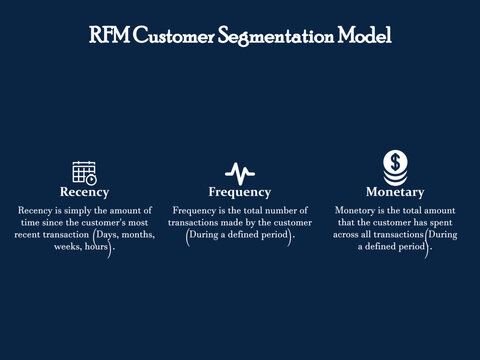 RFM Customer Segmentation Model
$
Recency
Recency is simply the amount of
time since the customer's most
recent transaction (Days, months,
weeks, hours).
Frequency
Frequency is the total number of
transactions made by the customer
(During a defined period).
Monetary
Monetary is the total amount
that the customer has spent
across all transactions(During
a defined period).